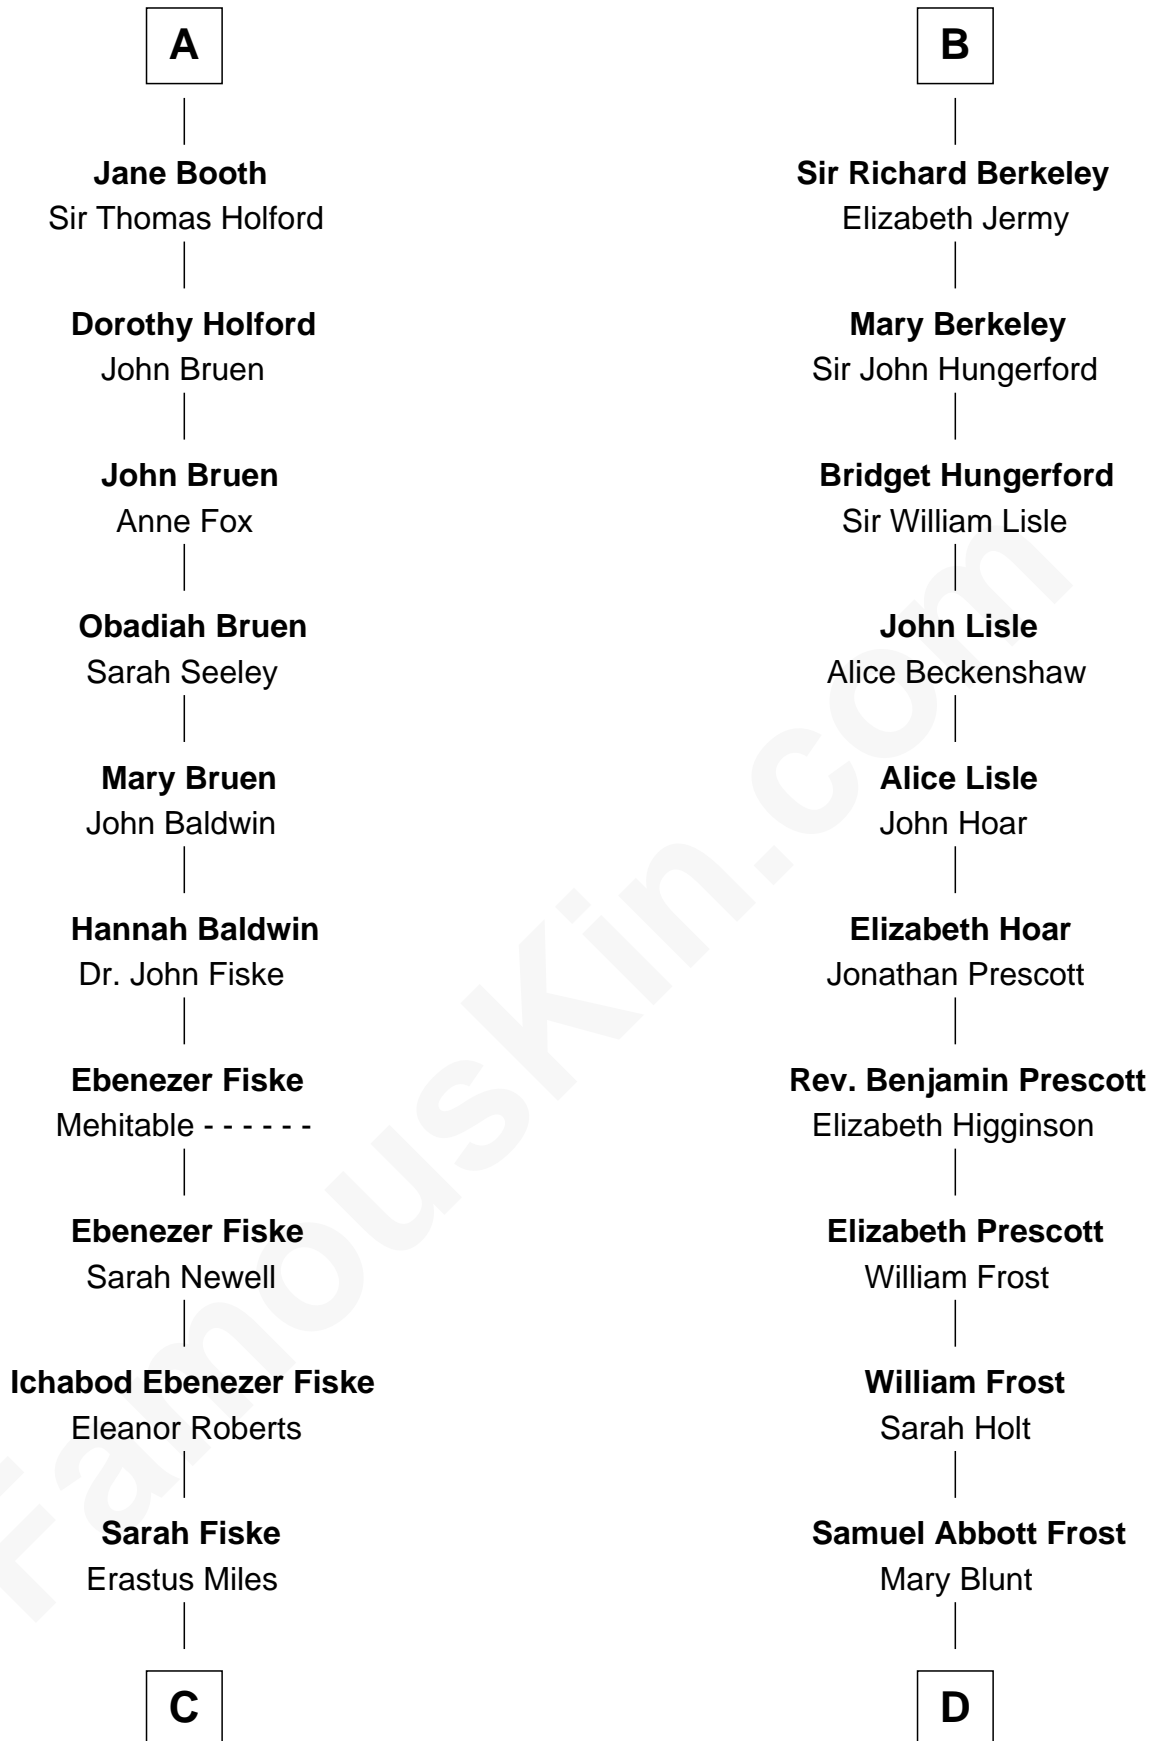 A
Jane Booth
Sir Thomas Holford
Dorothy Holford
John Bruen
John Bruen
Anne Fox
Obadiah Bruen
Sarah Seeley
Mary Bruen
John Baldwin
Hannah Baldwin
Dr. John Fiske
Ebenezer Fiske
Mehitable - - - - - -
Ebenezer Fiske
Sarah Newell
Ichabod Ebenezer Fiske
Eleanor Roberts
Sarah Fiske
Erastus Miles
C
B
Sir Richard Berkeley
Elizabeth Jermy
Mary Berkeley
Sir John Hungerford
Bridget Hungerford
Sir William Lisle
John Lisle
Alice Beckenshaw
Alice Lisle
John Hoar
Elizabeth Hoar
Jonathan Prescott
Rev. Benjamin Prescott
Elizabeth Higginson
Elizabeth Prescott
William Frost
William Frost
Sarah Holt
Samuel Abbott Frost
Mary Blunt
D
FamousKin.com